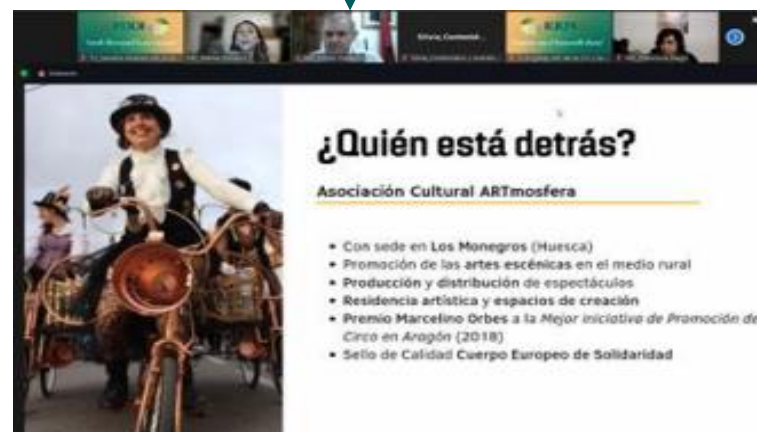 ¿Quién está detrás?
Asociación Cultural ARTmosfera
• Con sede en Los Monegros (Huesca)
• Promoción de las artes escénicas en el medio rural
• Producción y distribución de espectáculos
• Residencia artística y espacios de creación
• Premio Marcelino Orbes a la Mejor iniciativa de Promoción de
Circo en Aragón (2018)
• Sello de Calidad Cuerpo Europeo de Solidaridad